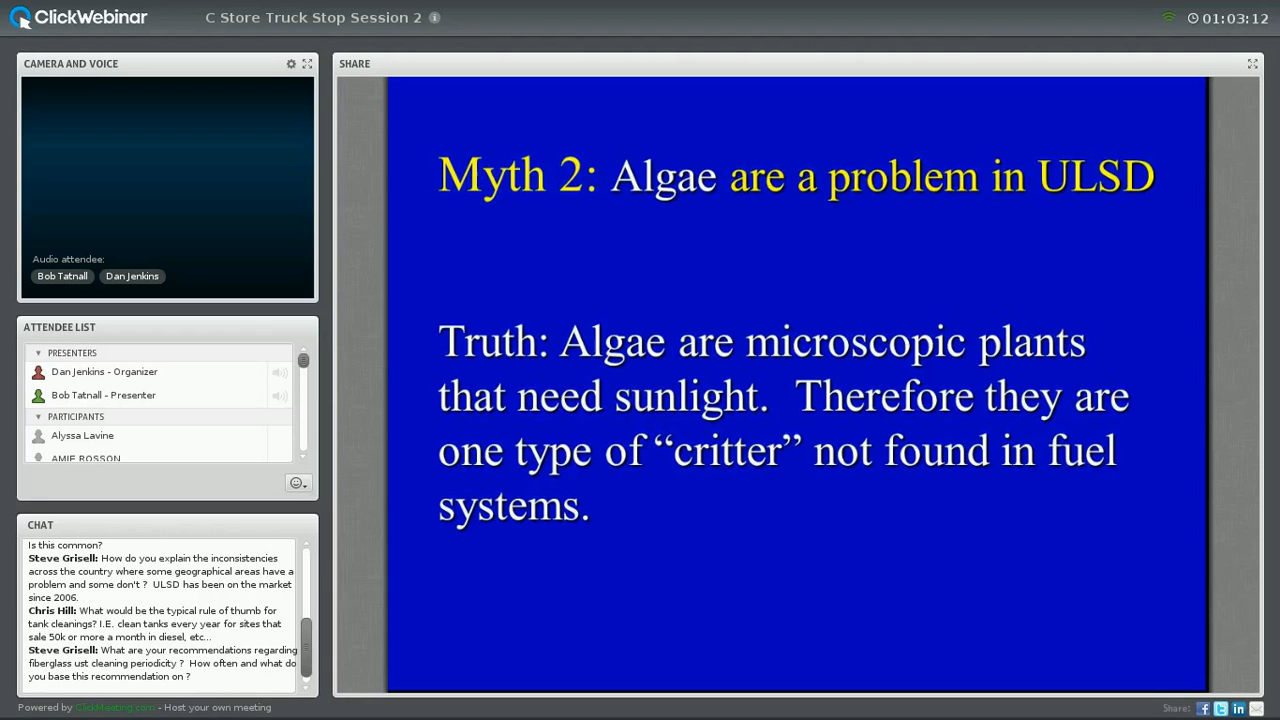 ClickWebinar
C Store Truck Stop Session 2
01:03:12
CAMERA AND VOICE
Audio attendee:
Bob Tatnall
Dan Jenkins
ATTENDEE LIST
PRESENTERS
Dan Jenkins - Organizer
Bob Tatnall - Presenter
PARTICIPANTS
Alyssa Lavine
AMIE ROSSON
CHAT
Is this common?
Steve Grisell: How do you explain the inconsistencies
across the country where some geographical areas have a
problem and some don't ? ULSD has been on the market
since 2006.
Chris Hill: What would be the typical rule of thumb for
tank cleanings? I.E. clean tanks every year for sites that
sale 50k or more a month in diesel, etc...
Steve Grisell: What are your recommendations regarding
fiberglass ust cleaning periodicity ? How often and what do
you base this recommendation on ?
SHARE
Myth 2: Algae are a problem in ULSD
Truth: Algae are microscopic plants
that need sunlight. Therefore they are
one type of “critter” not found in fuel
systems.
Powered by ClickMeeting.com - Host your own meeting
Share: